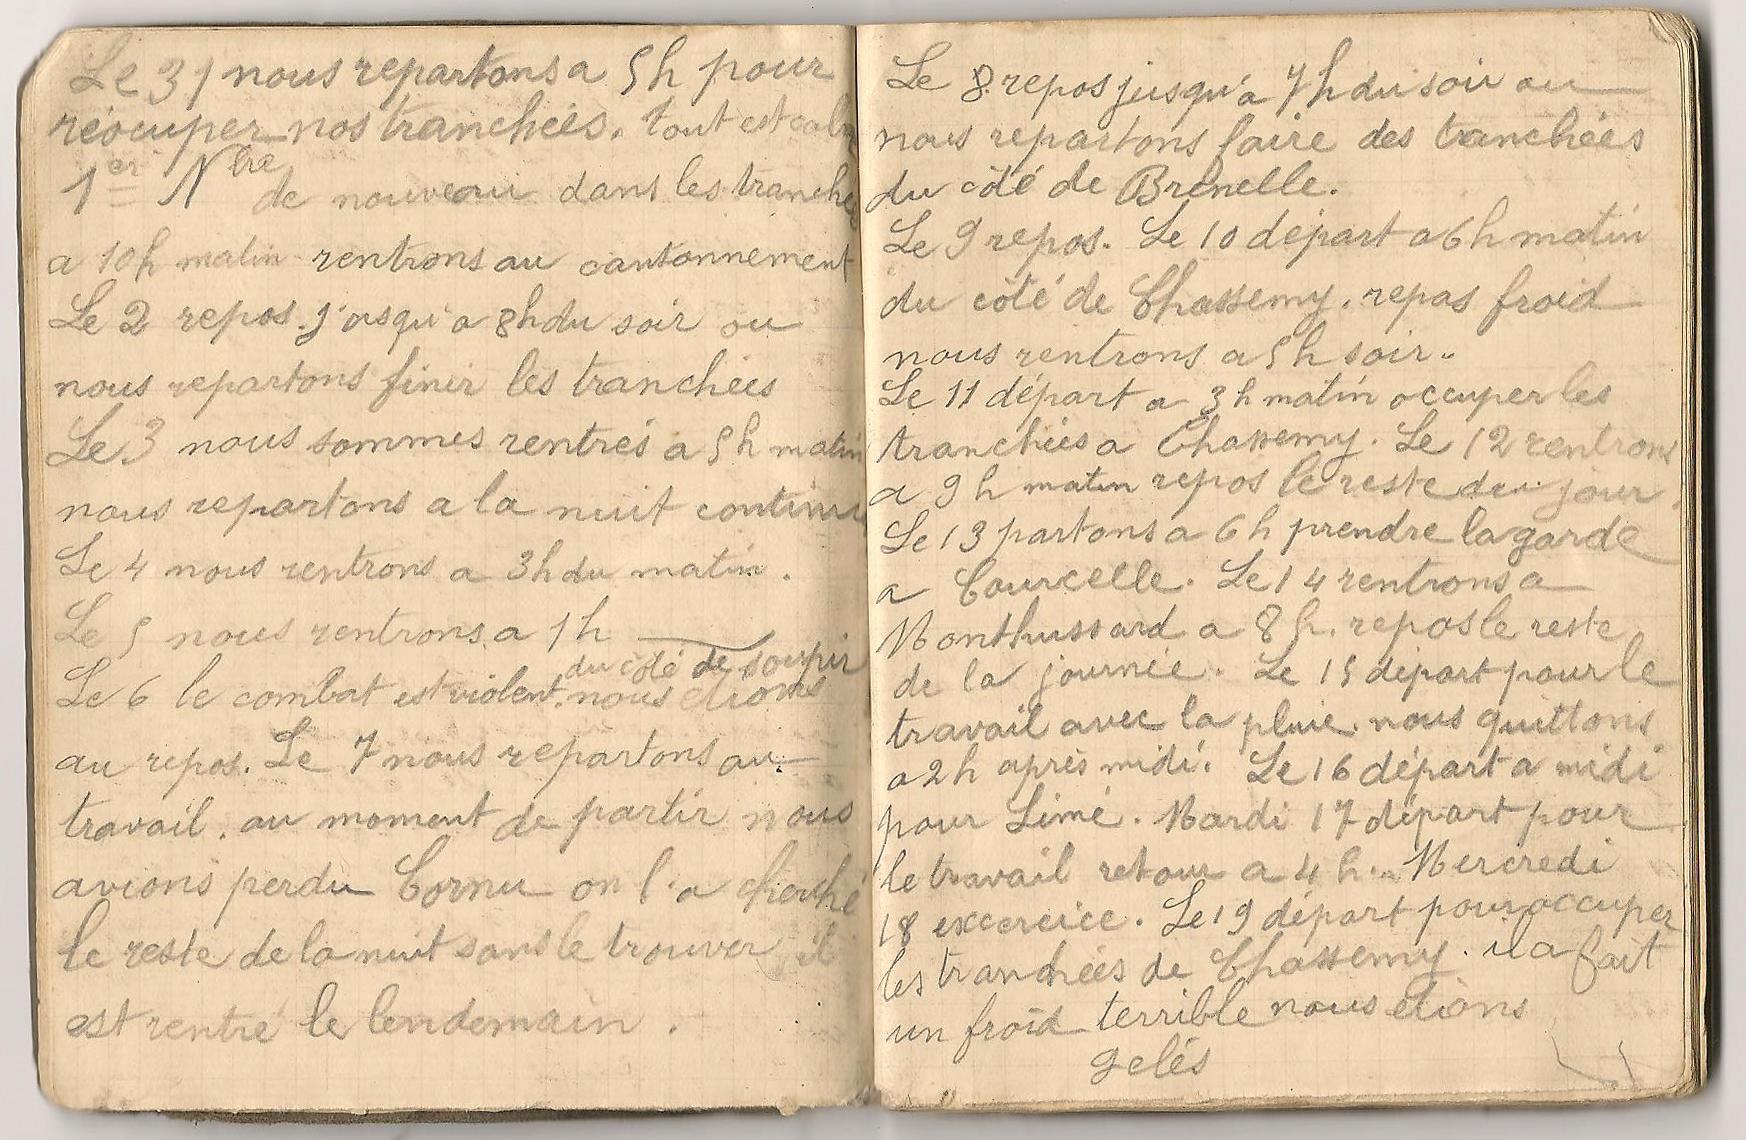 Le 31 nous repartons a 5h pour
réocuper nos tranchées. tout est calm
1er Nbre de nouveau dans les tranchées
a 10h matin rentrons au cantonnement
Le 2 repos. j'usqu'a 8h du soir ou
nous repartons finir les tranchées
Le 3 nous sommes rentrés a 5h matin
nous repartons a la nuit continu
Le 4 nous rentrons a 3h du matin.
Le 5 nous rentrons a 1h
du côté de soupir
Le 6 le combat est violent. nous etions
au repos. Le 7 nous repartons au
travail. au moment de partir nous
avions perdu Cornu on l'a cherché
le reste de la nuit sans le trouver il
est rentré le lendemain.
Le 8 repos jusqu'a 7h du soir ou
nous repartons faire des tranchées
du côté de Brenelle.
Le 9 repos. Le 10 départ a 6h matin
du côté de Chassemy. repas froid
nous rentrons a 5h soir..
Le 11 départ a 3h matin occuper les
tranchées a Chassemy. Le 12 rentrons
a 9h matin repos le reste du jour.
Le 13 partons a 6h prendre la garde
a Courcelle. Le 14 rentrons a
Monthussard a 8h. repos le reste
de la journée. Le 15 départ pour le
travail avec la pluie. nous quittons
a 2h après midi. Le 16 départ a midi
pour Limé. Mardi 17 départ pour
le travail retour a 4h. Mercredi
18 excercice. Le 19 départ pour occuper
les tranchées de Chassemy. il a fait
un froid terrible nous etions
gelés